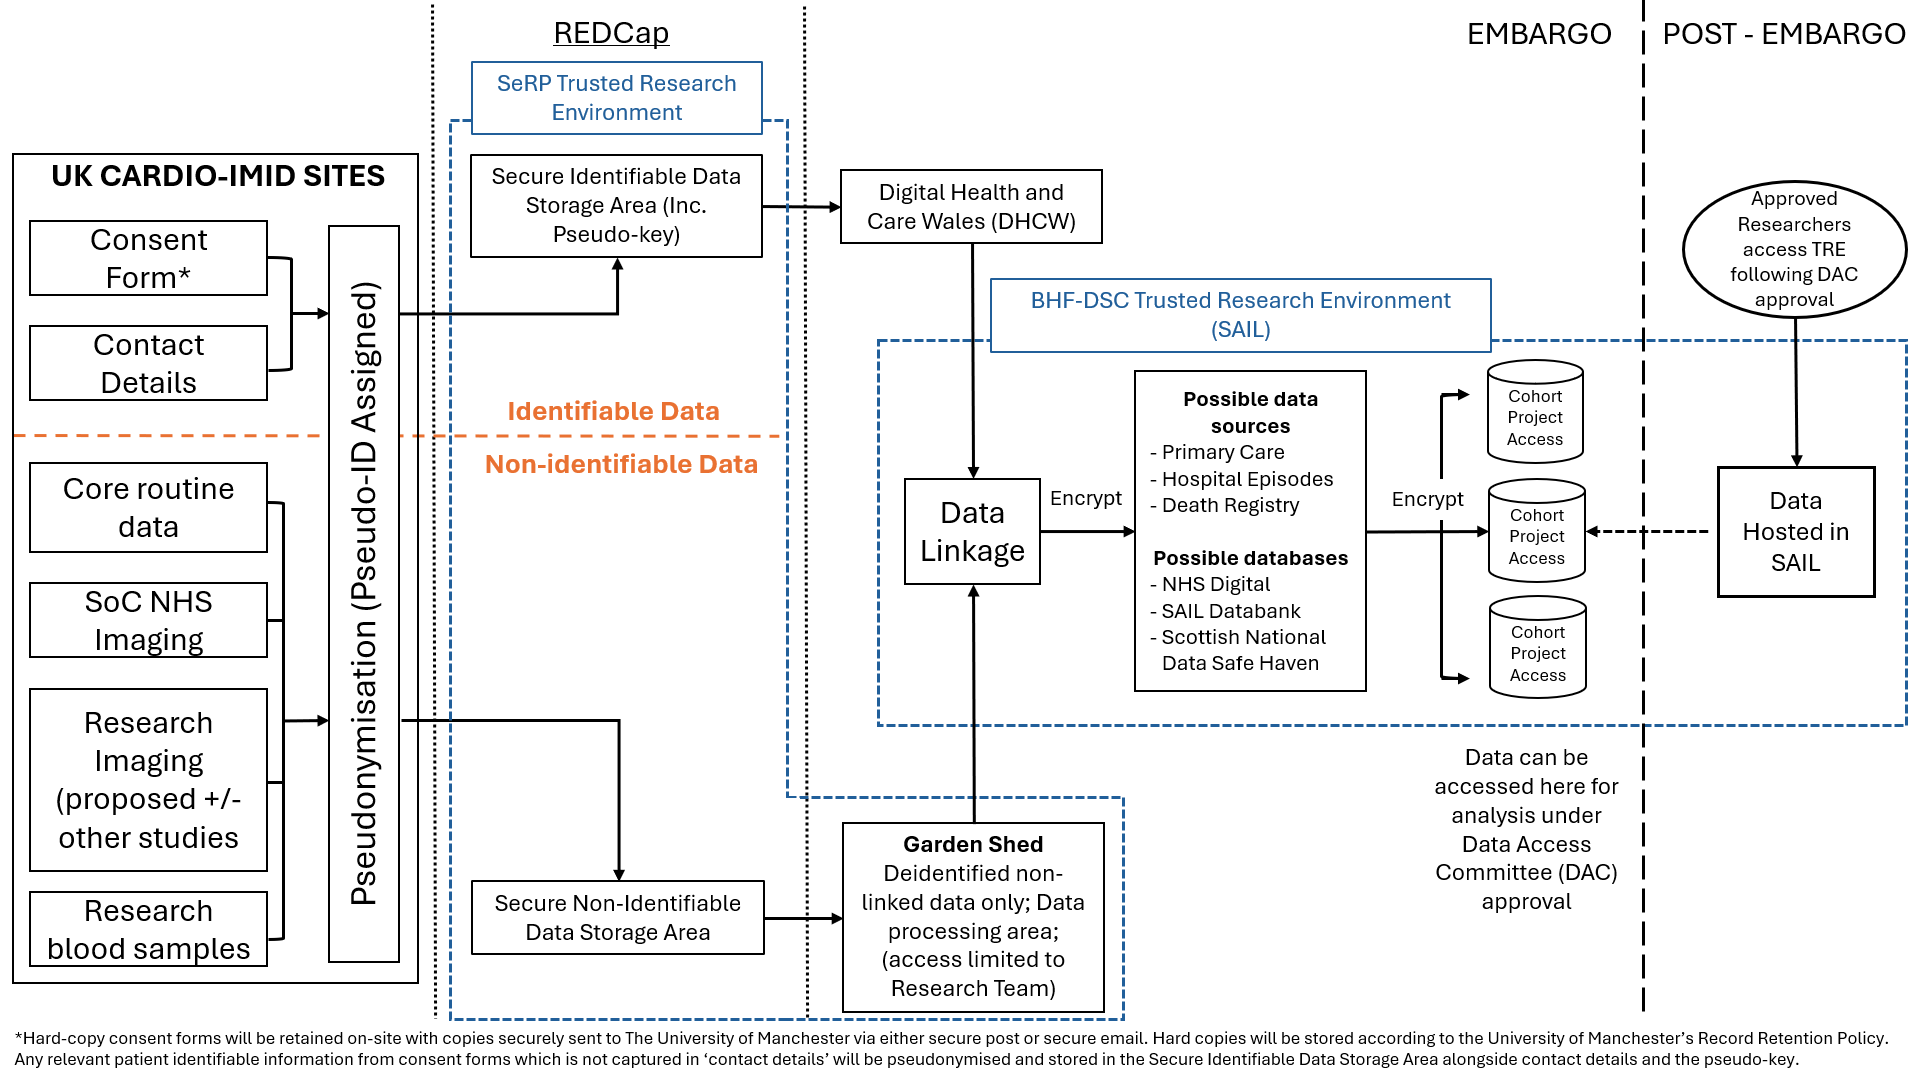 REDCap
EMBARGO
POST - EMBARGO
SeRP Trusted Research
Environment
UK CARDIO-IMID SITES
Consent
Form*
Contact
Details
Core routine
data
SoC NHS
Imaging
Research
Imaging
(proposed +/-
other studies
Research
blood samples
Pseudonymisation (Pseudo-ID Assigned)
Secure Identifiable Data
Storage Area (Inc.
Pseudo-key)
Identifiable Data
Non-identifiable Data
Secure Non-Identifiable
Data Storage Area
Digital Health and
Care Wales (DHCW)
BHF-DSC Trusted Research Environment
(SAIL)
Data
Linkage
Encrypt
Possible data
sources
- Primary Care
- Hospital Episodes
- Death Registry
Possible databases
- NHS Digital
- SAIL Databank
- Scottish National
Data Safe Haven
Encrypt
Cohort
Project
Access
Cohort
Project
Access
Cohort
Project
Access
Garden Shed
Deidentified non-
linked data only; Data
processing area;
(access limited to
Research Team)
Data can be
accessed here for
analysis under
Data Access
Committee (DAC)
approval
Approved
Researchers
access TRE
following DAC
approval
Data
Hosted in
SAIL
*Hard-copy consent forms will be retained on-site with copies securely sent to The University of Manchester via either secure post or secure email. Hard copies will be stored according to the University of Manchester’s Record Retention Policy.
Any relevant patient identifiable information from consent forms which is not captured in ‘contact details’ will be pseudonymised and stored in the Secure Identifiable Data Storage Area alongside contact details and the pseudo-key.